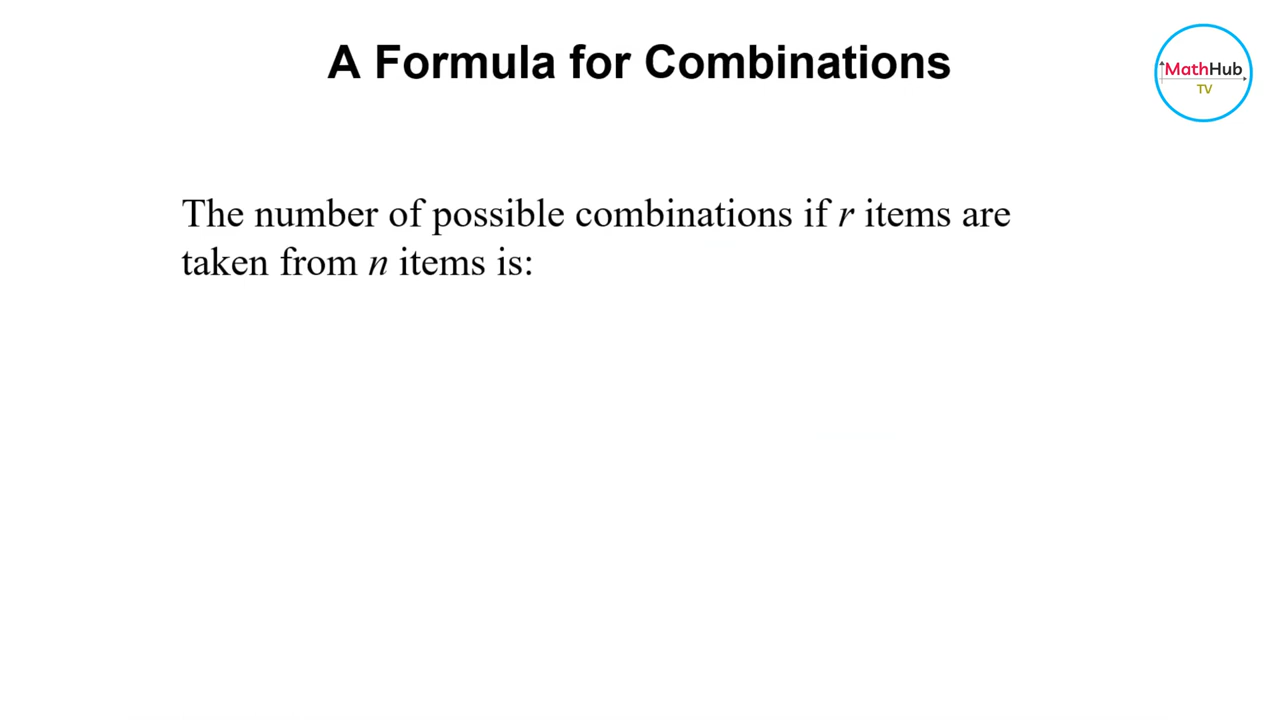 A Formula for Combinations
MathHub
TV
The number of possible combinations if r items are
taken from n items is: